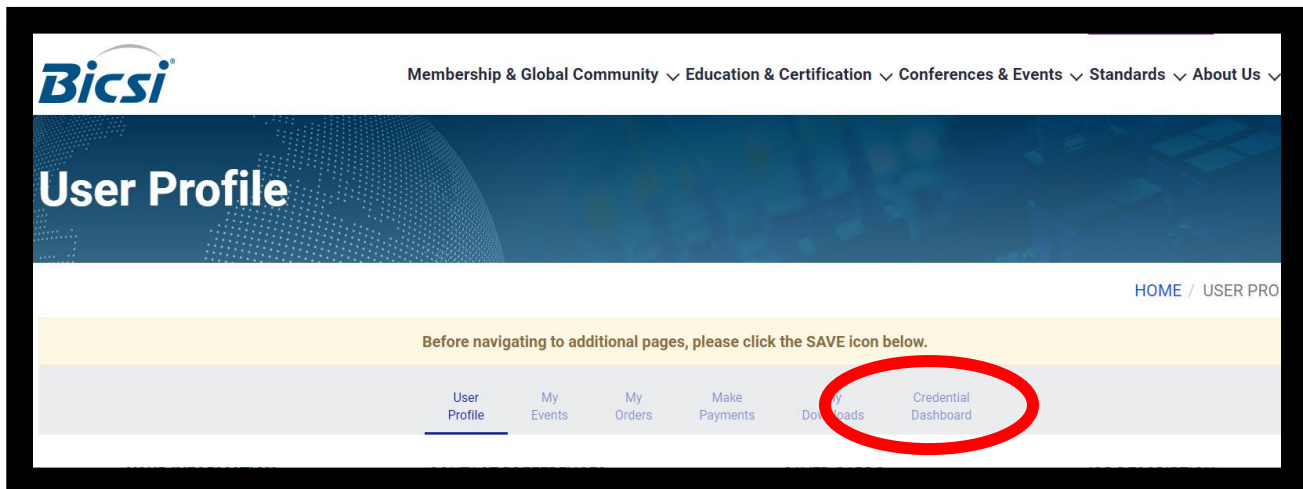 Bicsi®
Membership & Global Community Education & Certification Conferences & Events Standards About Us
User Profile
HOME / USER PRO
Before navigating to additional pages, please click the SAVE icon below.
User Profile
My Events
My Orders
Make Payments
Credential Dashboard